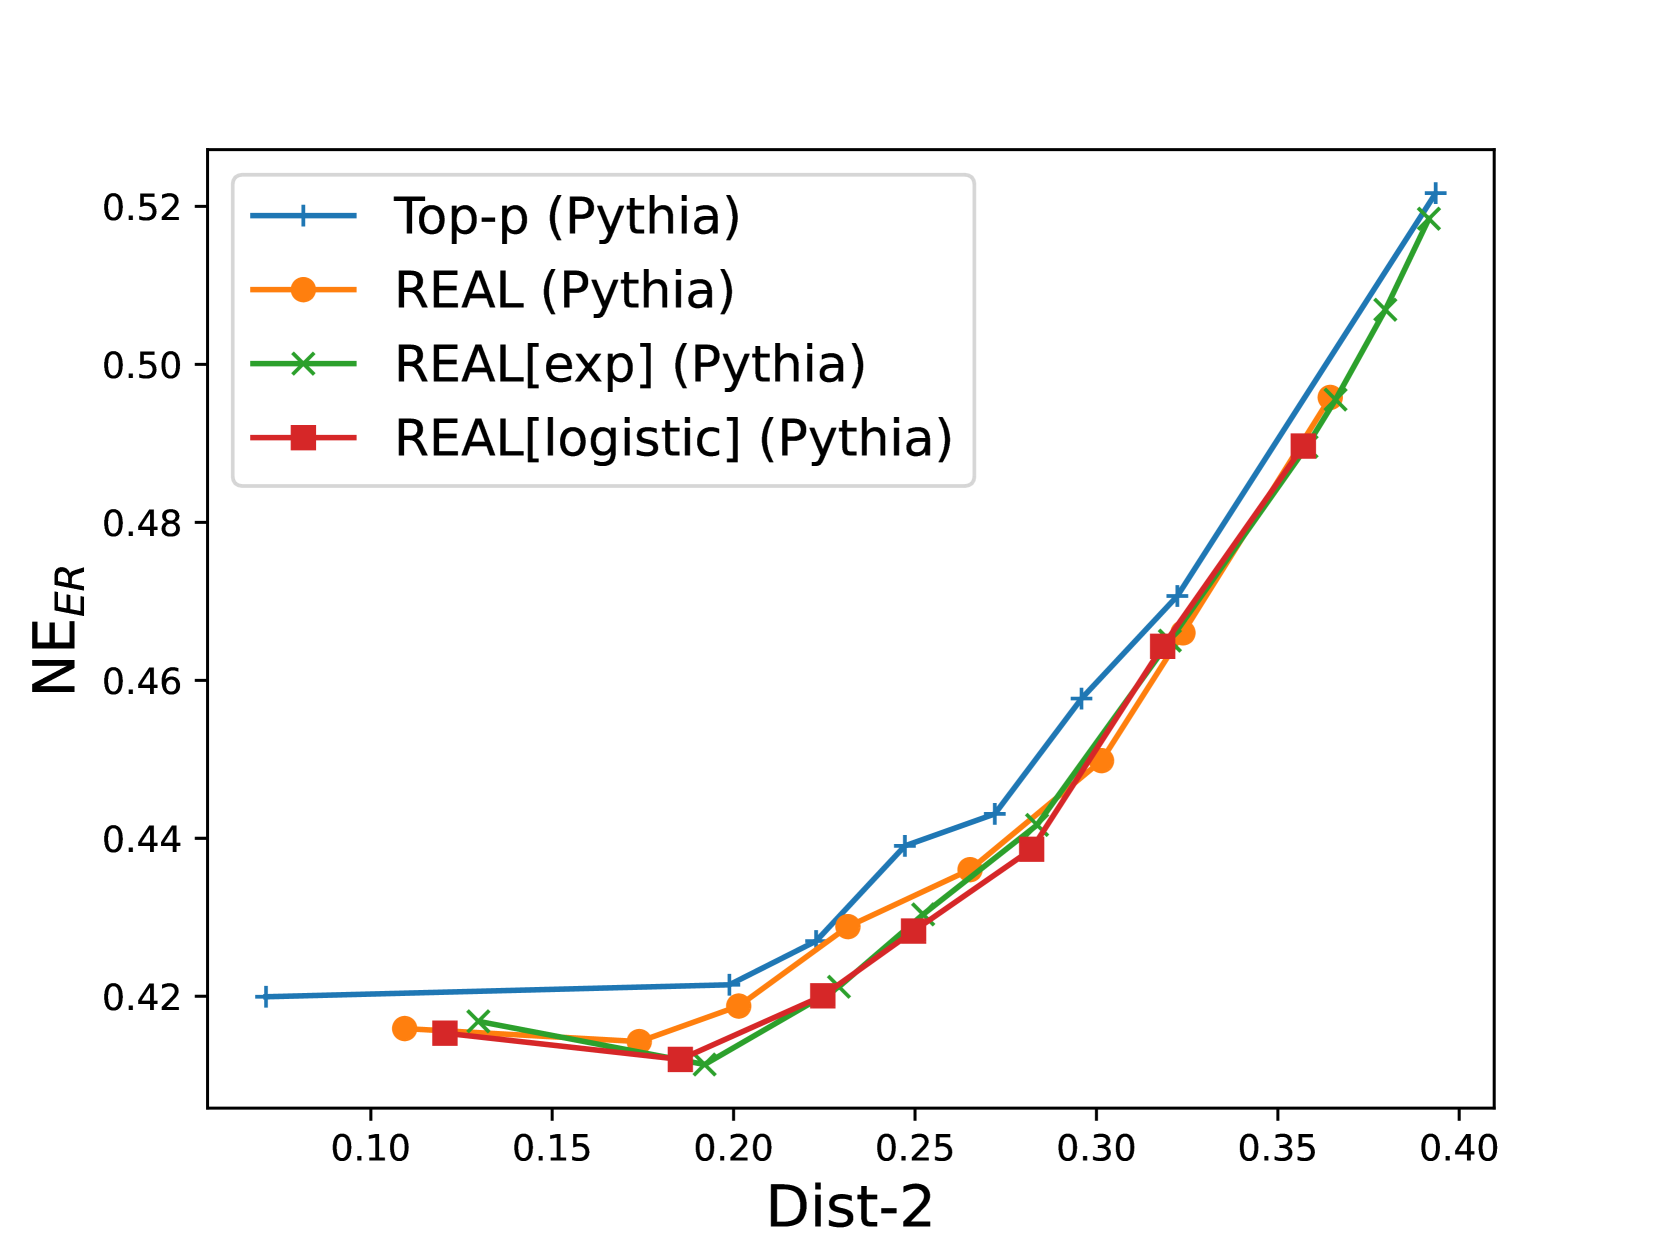 Top-p (Pythia)
REAL (Pythia)
REAL[exp] (Pythia)
REAL[logistic] (Pythia)
0.52
0.50
0.48
0.46
0.44
0.42
NE_ER
0.10 0.15 0.20 0.25 0.30 0.35 0.40
Dist-2